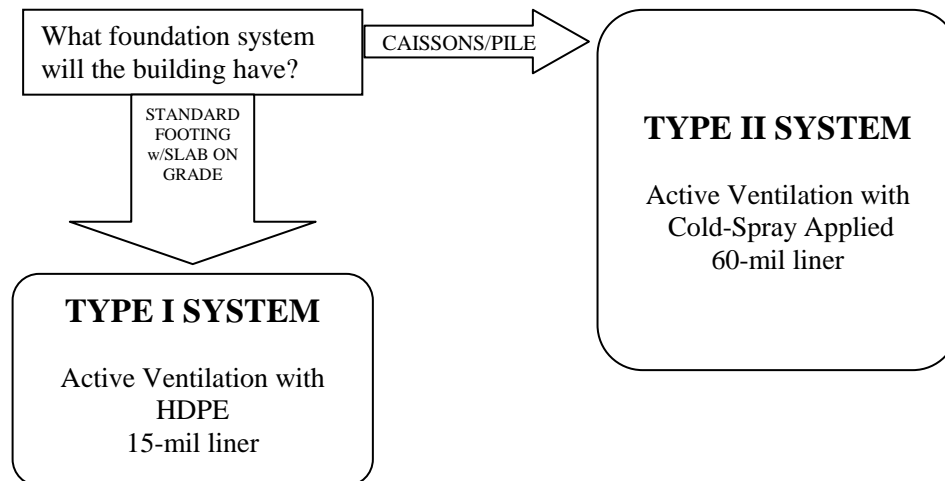 What foundation system
will the building have?
CAISSONS/PILE
STANDARD
FOOTING
w/SLAB ON
GRADE
TYPE II SYSTEM
Active Ventilation with
Cold-Spray Applied
60-mil liner
TYPE I SYSTEM
Active Ventilation with
HDPE
15-mil liner